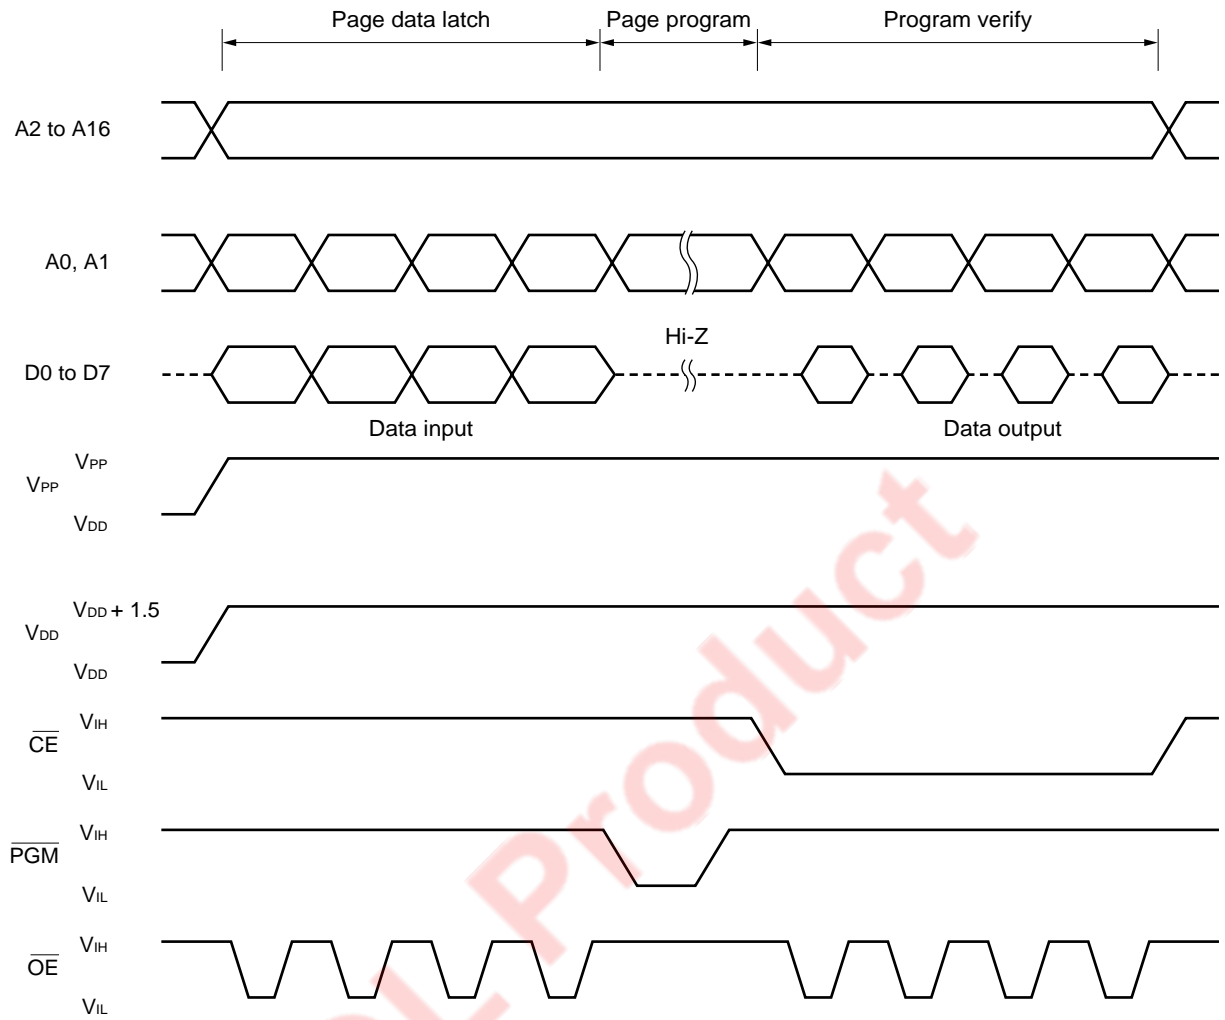 Page data latch
Page program
Program verify
A2 to A16
A0, A1
Hi-Z
D0 to D7
Data input
Data output
VPP
VPP
VDD
VDD + 1.5
VDD
VDD
VIH
CE
VIL
VIH
PGM
VIL
VIH
OE
VIL
L Product